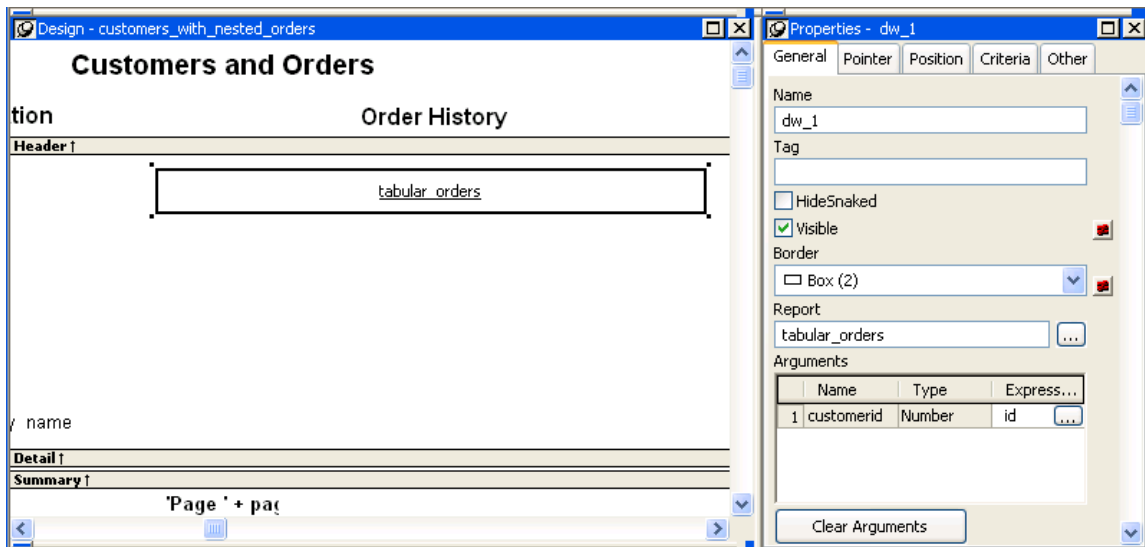 Design - customers_with_nested_orders
Customers and Orders
tion
Order History
Header ↑
tabular_orders
y name
Detail ↑
Summary ↑
'Page ' + pag
Properties - dw_1
General Pointer Position Criteria Other
Name
dw_1
Tag
HideSnaked
Visible
Border
Box (2)
Report
tabular_orders
...
Arguments
Name Type Express...
1 customerid Number id ...
Clear Arguments